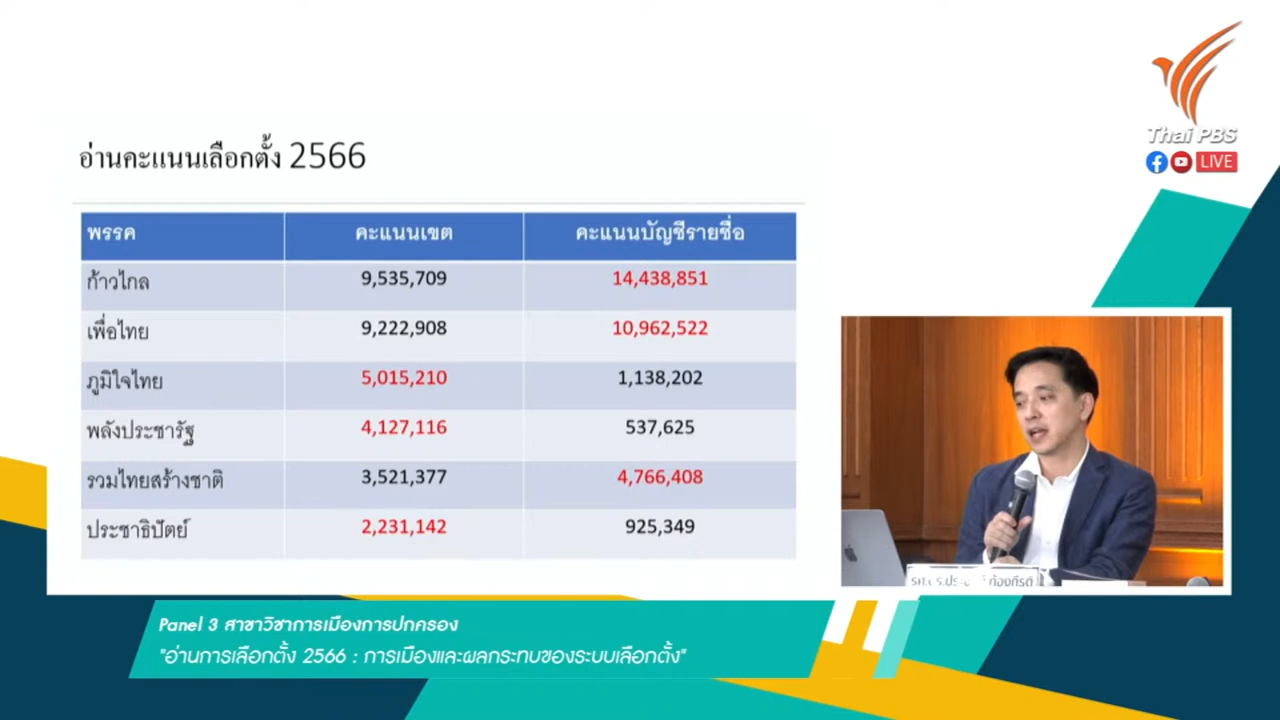 Thai PBS
LIVE
อ่านคะแนนเลือกตั้ง 2566
พรรค คะแนนเขต คะแนนบัญชีรายชื่อ
ก้าวไกล 9,535,709 14,438,851
เพื่อไทย 9,222,908 10,962,522
ภูมิใจไทย 5,015,210 1,138,202
พลังประชารัฐ 4,127,116 537,625
รวมไทยสร้างชาติ 3,521,377 4,766,408
ประชาธิปัตย์ 2,231,142 925,349
Panel 3 สาขาวิชาการเมืองการปกครอง
"อ่านการเลือกตั้ง 2566 : การเมืองและผลกระทบของระบบเลือกตั้ง"